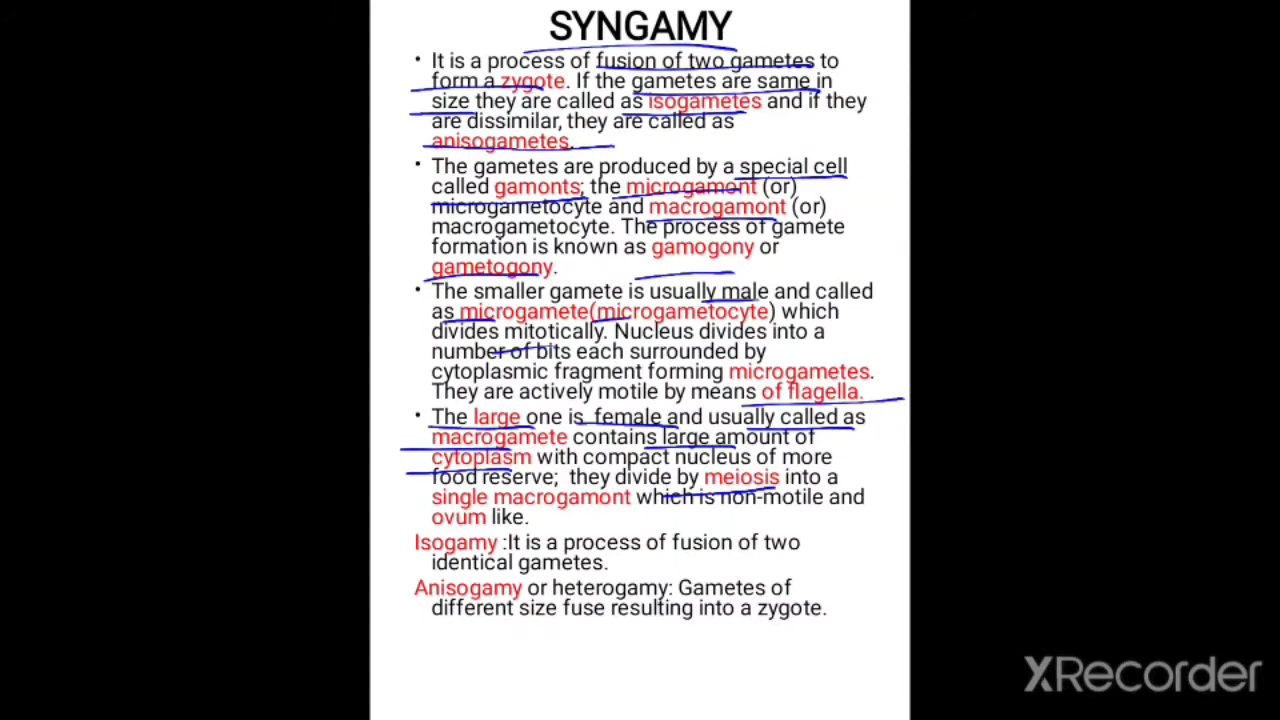 SYNGAMY
• It is a process of fusion of two gametes to
form a zygote. If the gametes are same in
size they are called as isogametes and if they
are dissimilar, they are called as
anisogametes.
• The gametes are produced by a special cell
called gamonts; the microgamont (or)
microgametocyte and macrogamont (or)
macrogametocyte. The process of gamete
formation is known as gamogony or
gametogony.
• The smaller gamete is usually male and called
as microgamete(microgametocyte) which
divides mitotically. Nucleus divides into a
number of bits each surrounded by
cytoplasmic fragment forming microgametes.
They are actively motile by means of flagella.
• The large one is female and usually called as
macrogamete contains large amount of
cytoplasm with compact nucleus of more
food reserve; they divide by meiosis into a
single macrogamont which is non-motile and
ovum like.
Isogamy :It is a process of fusion of two
identical gametes.
Anisogamy or heterogamy: Gametes of
different size fuse resulting into a zygote.
XRecorder